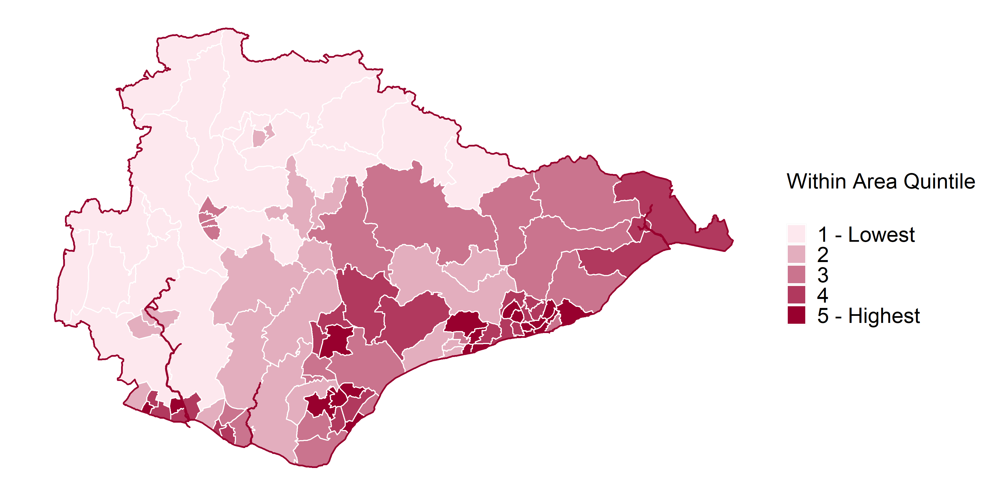 Within Area Quintile
1 - Lowest
2
3
4
5 - Highest